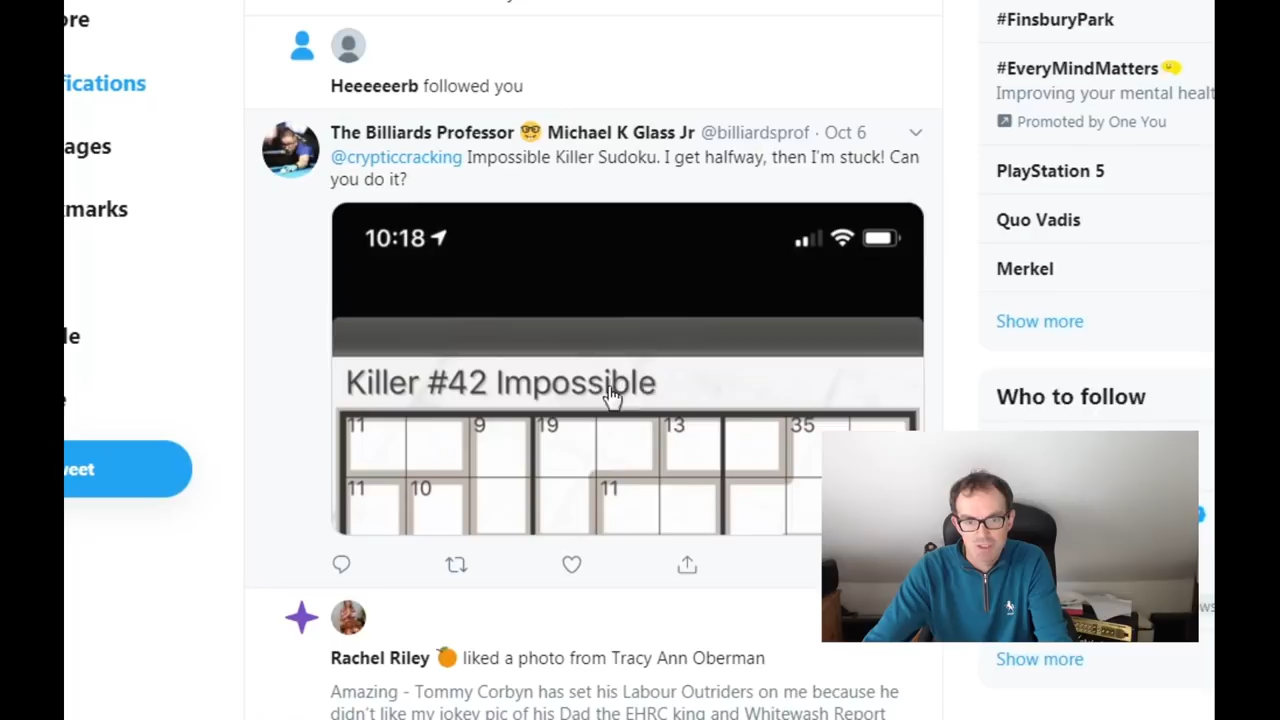 ore
fications
ages
kmarks
le
e
eet
Heeeeeerb followed you
The Billiards Professor 🤓 Michael K Glass Jr @billiardsprof · Oct 6
@crypticcracking Impossible Killer Sudoku. I get halfway, then I'm stuck! Can
you do it?
10:18
Killer #42 Impossible
11 9 19 13 35
11 10 11
Rachel Riley 🍊 liked a photo from Tracy Ann Oberman
Amazing - Tommy Corbyn has set his Labour Outriders on me because he
didn't like my jokey pic of his Dad the EHRC king and Whitewash Report
#FinsburyPark
#EveryMindMatters
Improving your mental healt
Promoted by One You
PlayStation 5
Quo Vadis
Merkel
Show more
Who to follow
ws
Show more